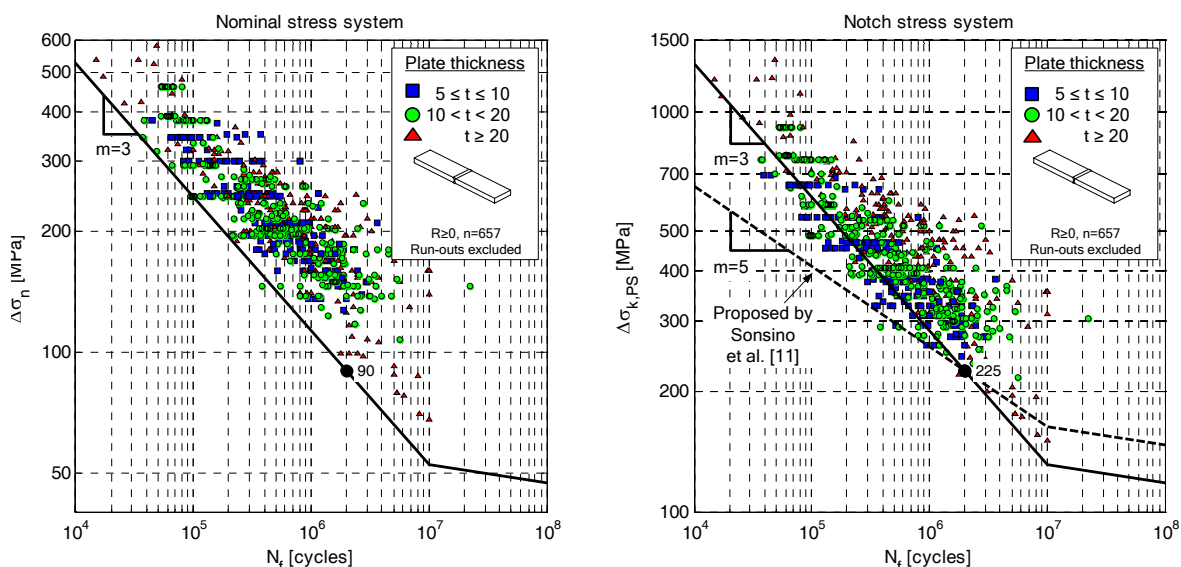 Nominal stress system
600
500
400
300
200
100
50
Δσn [MPa]
10^4
10^5
10^6
10^7
10^8
Nf [cycles]
m=3
90
Plate thickness
5 ≤ t ≤ 10
10 < t < 20
t ≥ 20
R≥0, n=657
Run-outs excluded
Notch stress system
1500
1000
700
500
400
300
200
100
Δσk,PS [MPa]
10^4
10^5
10^6
10^7
10^8
Nf [cycles]
m=3
m=5
Proposed by
Sonsino
et al. [11]
225
Plate thickness
5 ≤ t ≤ 10
10 < t < 20
t ≥ 20
R≥0, n=657
Run-outs excluded